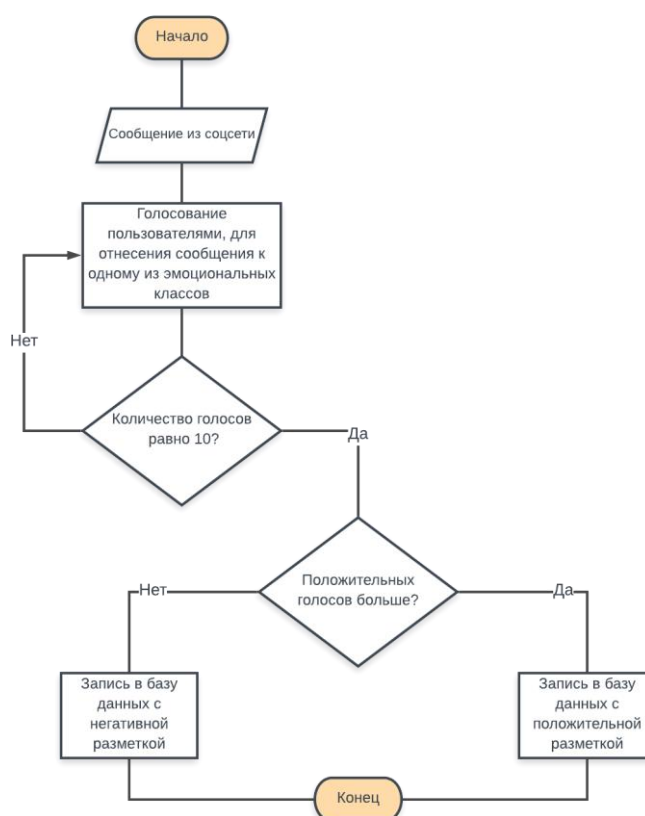 Начало
Сообщение из соцсети
Голосование
пользователями, для
отнесения сообщения к
одному из эмоциональных
классов
Нет
Количество голосов
равно 10?
Да
Положительных
голосов больше?
Нет
Да
Запись в базу
данных с
негативной
разметкой
Запись в базу
данных с
положительной
разметкой
Конец